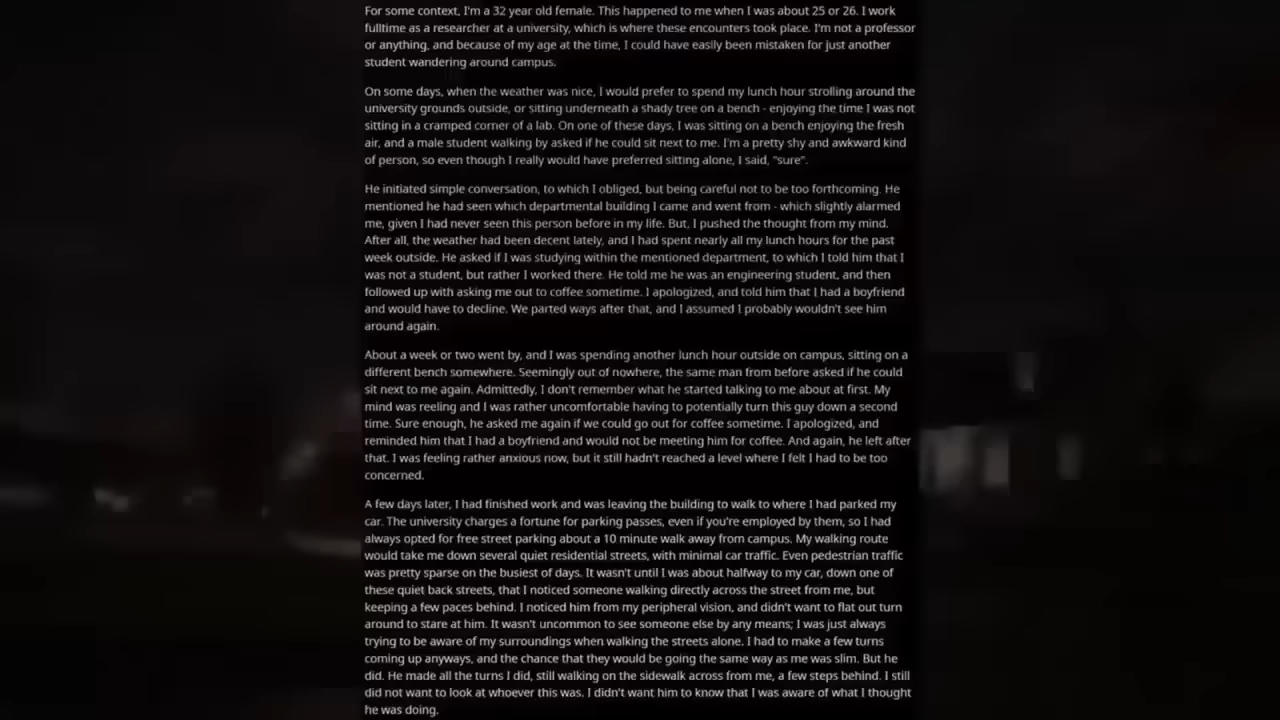 For some context, I'm a 32 year old female. This happened to me when I was about 25 or 26. I work
fulltime as a researcher at a university, which is where these encounters took place. I'm not a professor
or anything, and because of my age at the time, I could have easily been mistaken for just another
student wandering around campus.
On some days, when the weather was nice, I would prefer to spend my lunch hour strolling around the
university grounds outside, or sitting underneath a shady tree on a bench - enjoying the time I was not
sitting in a cramped corner of a lab. On one of these days, I was sitting on a bench enjoying the fresh
air, and a male student walking by asked if he could sit next to me. I'm a pretty shy and awkward kind
of person, so even though I really would have preferred sitting alone, I said, "sure".
He initiated simple conversation, to which I obliged, but being careful not to be too forthcoming. He
mentioned he had seen which departmental building I came and went from - which slightly alarmed
me, given I had never seen this person before in my life. But, I pushed the thought from my mind.
After all, the weather had been decent lately, and I had spent nearly all my lunch hours for the past
week outside. He asked if I was studying within the mentioned department, to which I told him that I
was not a student, but rather I worked there. He told me he was an engineering student, and then
followed up with asking me out to coffee sometime. I apologized, and told him that I had a boyfriend
and would have to decline. We parted ways after that, and I assumed I probably wouldn't see him
around again.
About a week or two went by, and I was spending another lunch hour outside on campus, sitting on a
different bench somewhere. Seemingly out of nowhere, the same man from before asked if he could
sit next to me again. Admittedly, I don't remember what he started talking to me about at first. My
mind was reeling and I was rather uncomfortable having to potentially turn this guy down a second
time. Sure enough, he asked me again if we could go out for coffee sometime. I apologized, and
reminded him that I had a boyfriend and would not be meeting him for coffee. And again, he left after
that. I was feeling rather anxious now, but it still hadn't reached a level where I felt I had to be too
concerned.
A few days later, I had finished work and was leaving the building to walk to where I had parked my
car. The university charges a fortune for parking passes, even if you're employed by them, so I had
always opted for free street parking about a 10 minute walk away from campus. My walking route
would take me down several quiet residential streets, with minimal car traffic. Even pedestrian traffic
was pretty sparse on the busiest of days. It wasn't until I was about halfway to my car, down one of
these quiet back streets, that I noticed someone walking directly across the street from me, but
keeping a few paces behind. I noticed him from my peripheral vision, and didn't want to flat out turn
around to stare at him. It wasn't uncommon to see someone else by any means; I was just always
trying to be aware of my surroundings when walking the streets alone. I had to make a few turns
coming up anyways, and the chance that they would be going the same way as me was slim. But he
did. He made all the turns I did, still walking on the sidewalk across from me, a few steps behind. I still
did not want to look at whoever this was. I didn't want him to know that I was aware of what I thought
he was doing.